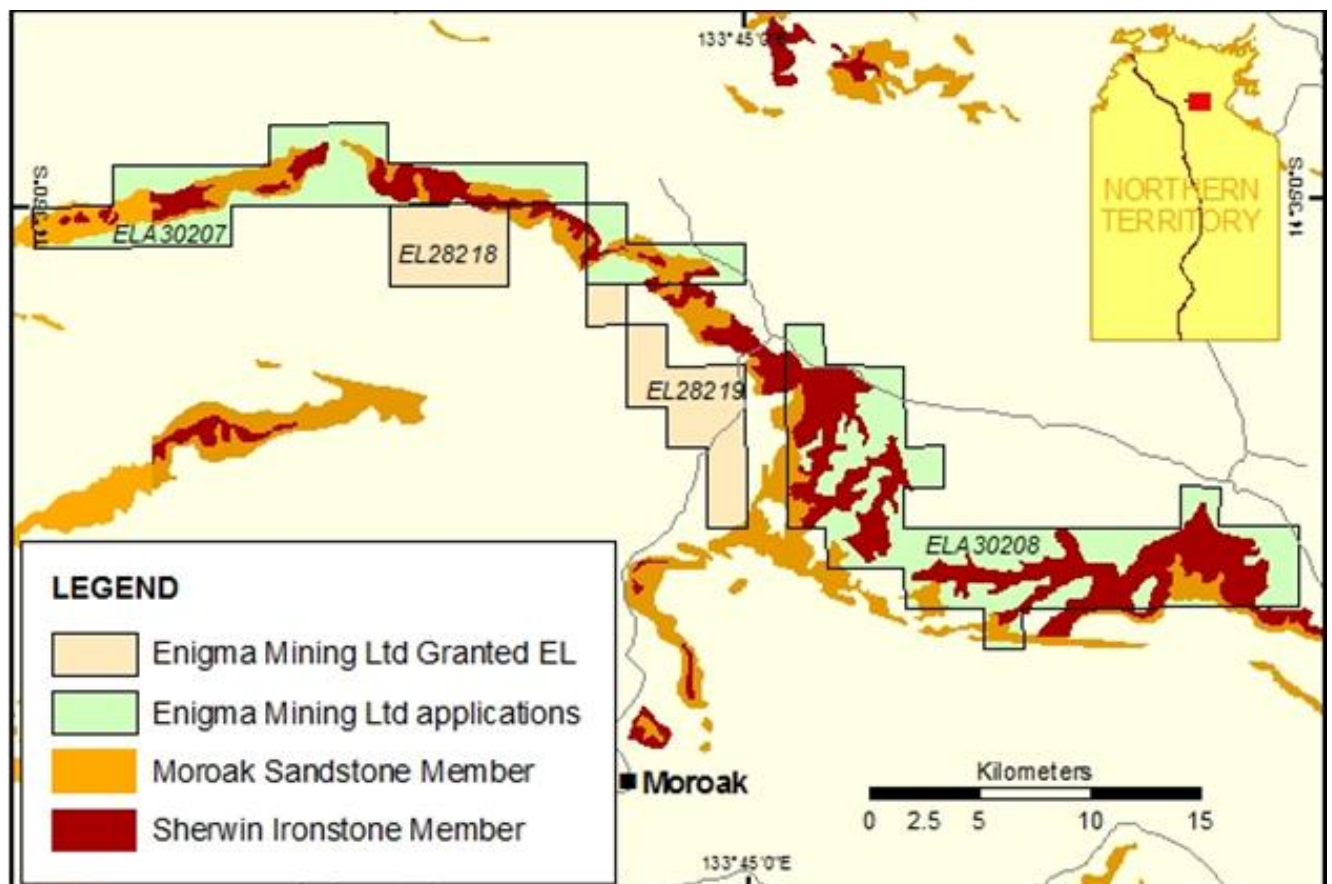 133°45'0"E
14°36'0"S
NORTHERN
TERRITORY
14°36'0"S
ELA30207
EL28218
EL28219
ELA30208
LEGEND
Enigma Mining Ltd Granted EL
Enigma Mining Ltd applications
Moroak Sandstone Member
Sherwin Ironstone Member
Moroak
Kilometers
0 2.5 5 10 15
133°45'0"E